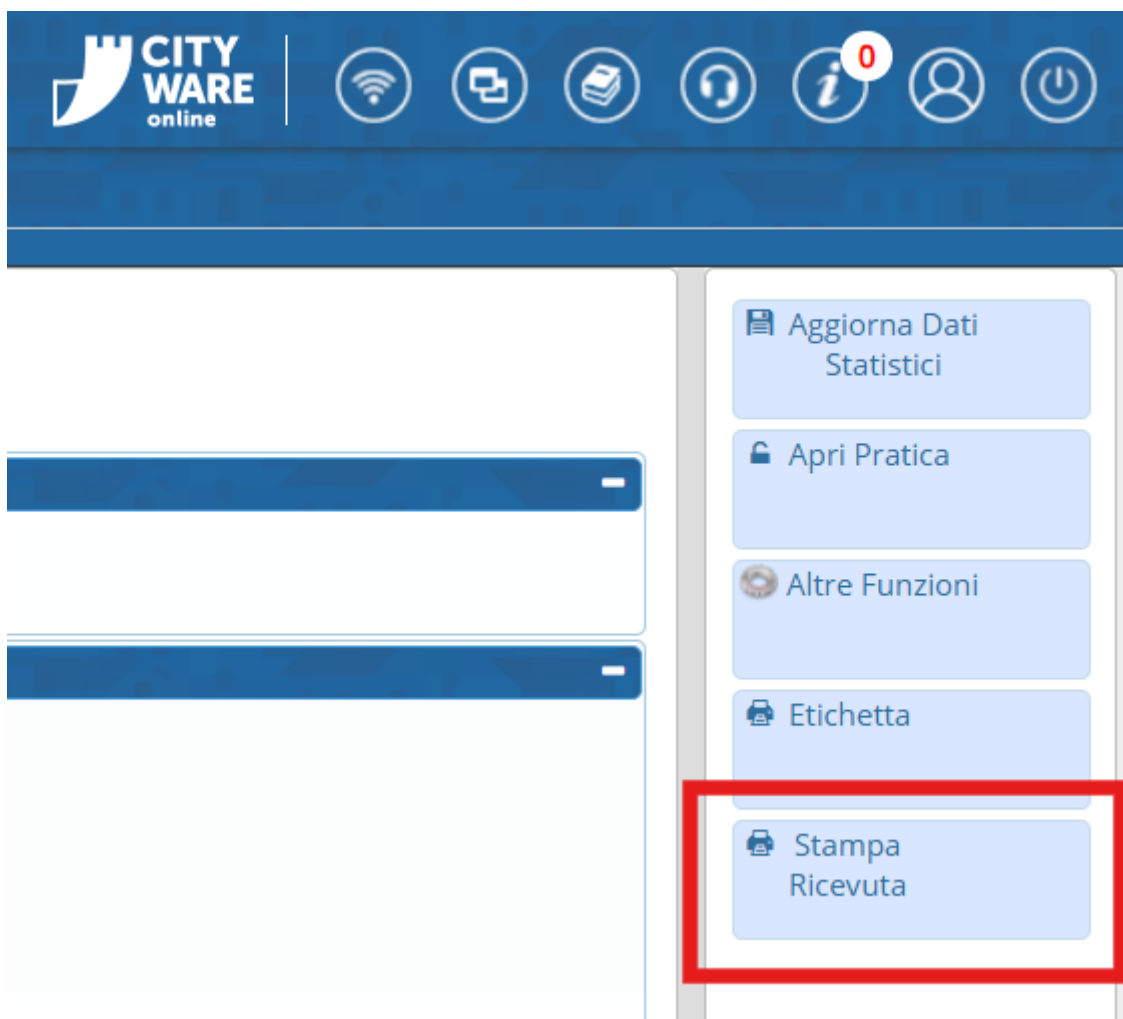 CITY
WARE
online
i
0
Aggiorna Dati
Statistici
Apri Pratica
Altre Funzioni
Etichetta
Stampa
Ricevuta